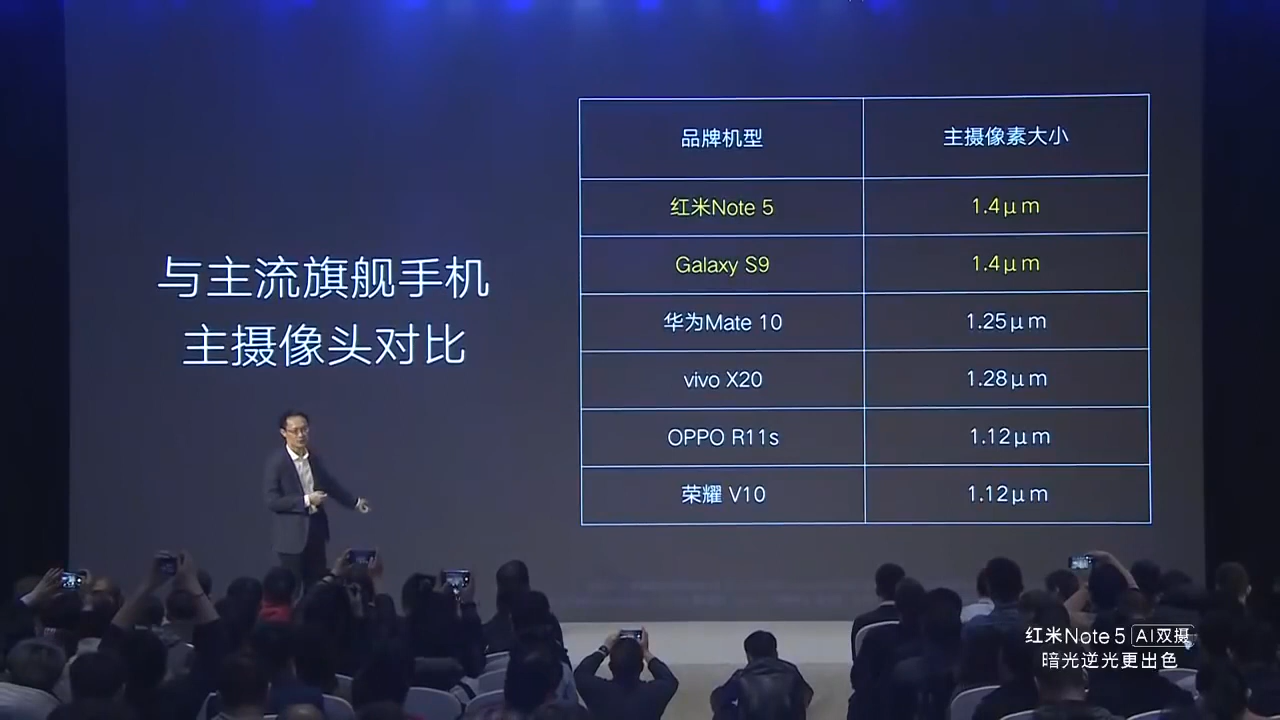 与主流旗舰手机
主摄像头对比
品牌机型 主摄像素大小
红米Note 5 1.4μm
Galaxy S9 1.4μm
华为Mate 10 1.25μm
vivo X20 1.28μm
OPPO R11s 1.12μm
荣耀 V10 1.12μm
红米Note 5 AI双摄
暗光逆光更出色